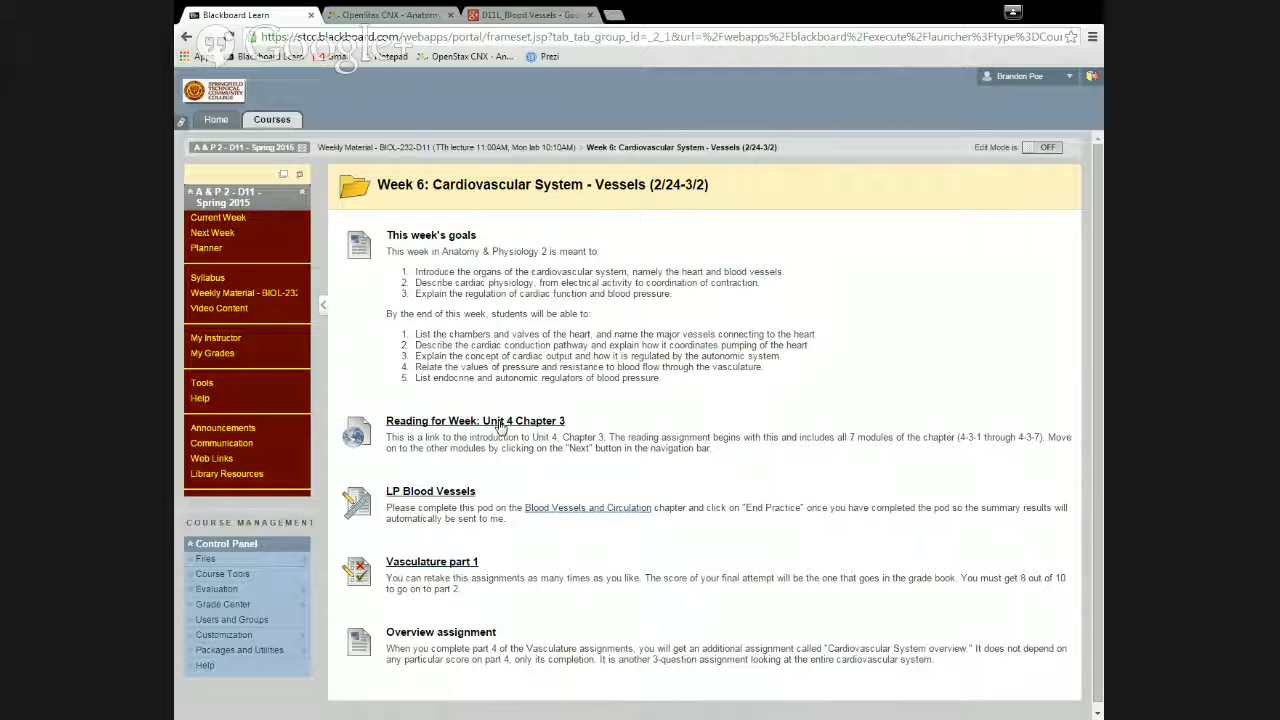 Blackboard Learn
OpenStax CNX - Anatom
D11L_Blood Vessels - Goo
Google+
https://stcc.blackboard.com/webapps/portal/frameset.jsp?tab_tab_group_id=_2_1&url=%2Fwebapps%2Fblackboard%2Fexecute%2Flauncher%3Ftype%3DCour
Apps Blackboard Learn Gmail Notepad OpenStax CNX - An... Prezi
SPRINGFIELD TECHNICAL COMMUNITY COLLEGE
Brandon Poe
Home Courses
A & P 2 - D11 - Spring 2015 Weekly Material - BIOL-232-D11 (TTh lecture 11:00AM, Mon lab 10:10AM) Week 6: Cardiovascular System - Vessels (2/24-3/2) Edit Mode is: OFF
A & P 2 - D11 -
Spring 2015
Current Week
Next Week
Planner
Syllabus
Weekly Material - BIOL-232
Video Content
My Instructor
My Grades
Tools
Help
Announcements
Communication
Web Links
Library Resources
COURSE MANAGEMENT
Control Panel
Files
Course Tools
Evaluation
Grade Center
Users and Groups
Customization
Packages and Utilities
Help
Week 6: Cardiovascular System - Vessels (2/24-3/2)
This week's goals
This week in Anatomy & Physiology 2 is meant to:
1. Introduce the organs of the cardiovascular system, namely the heart and blood vessels.
2. Describe cardiac physiology, from electrical activity to coordination of contraction.
3. Explain the regulation of cardiac function and blood pressure.
By the end of this week, students will be able to:
1. List the chambers and valves of the heart, and name the major vessels connecting to the heart
2. Describe the cardiac conduction pathway and explain how it coordinates pumping of the heart
3. Explain the concept of cardiac output and how it is regulated by the autonomic system.
4. Relate the values of pressure and resistance to blood flow through the vasculature.
5. List endocrine and autonomic regulators of blood pressure.
Reading for Week: Unit 4 Chapter 3
This is a link to the introduction to Unit 4, Chapter 3. The reading assignment begins with this and includes all 7 modules of the chapter (4-3-1 through 4-3-7). Move
on to the other modules by clicking on the "Next" button in the navigation bar.
LP Blood Vessels
Please complete this pod on the Blood Vessels and Circulation chapter and click on "End Practice" once you have completed the pod so the summary results will
automatically be sent to me.
Vasculature part 1
You can retake this assignments as many times as you like. The score of your final attempt will be the one that goes in the grade book. You must get 8 out of 10
to go on to part 2.
Overview assignment
When you complete part 4 of the Vasculature assignments, you will get an additional assignment called "Cardiovascular System overview." It does not depend on
any particular score on part 4, only its completion. It is another 3-question assignment looking at the entire cardiovascular system.